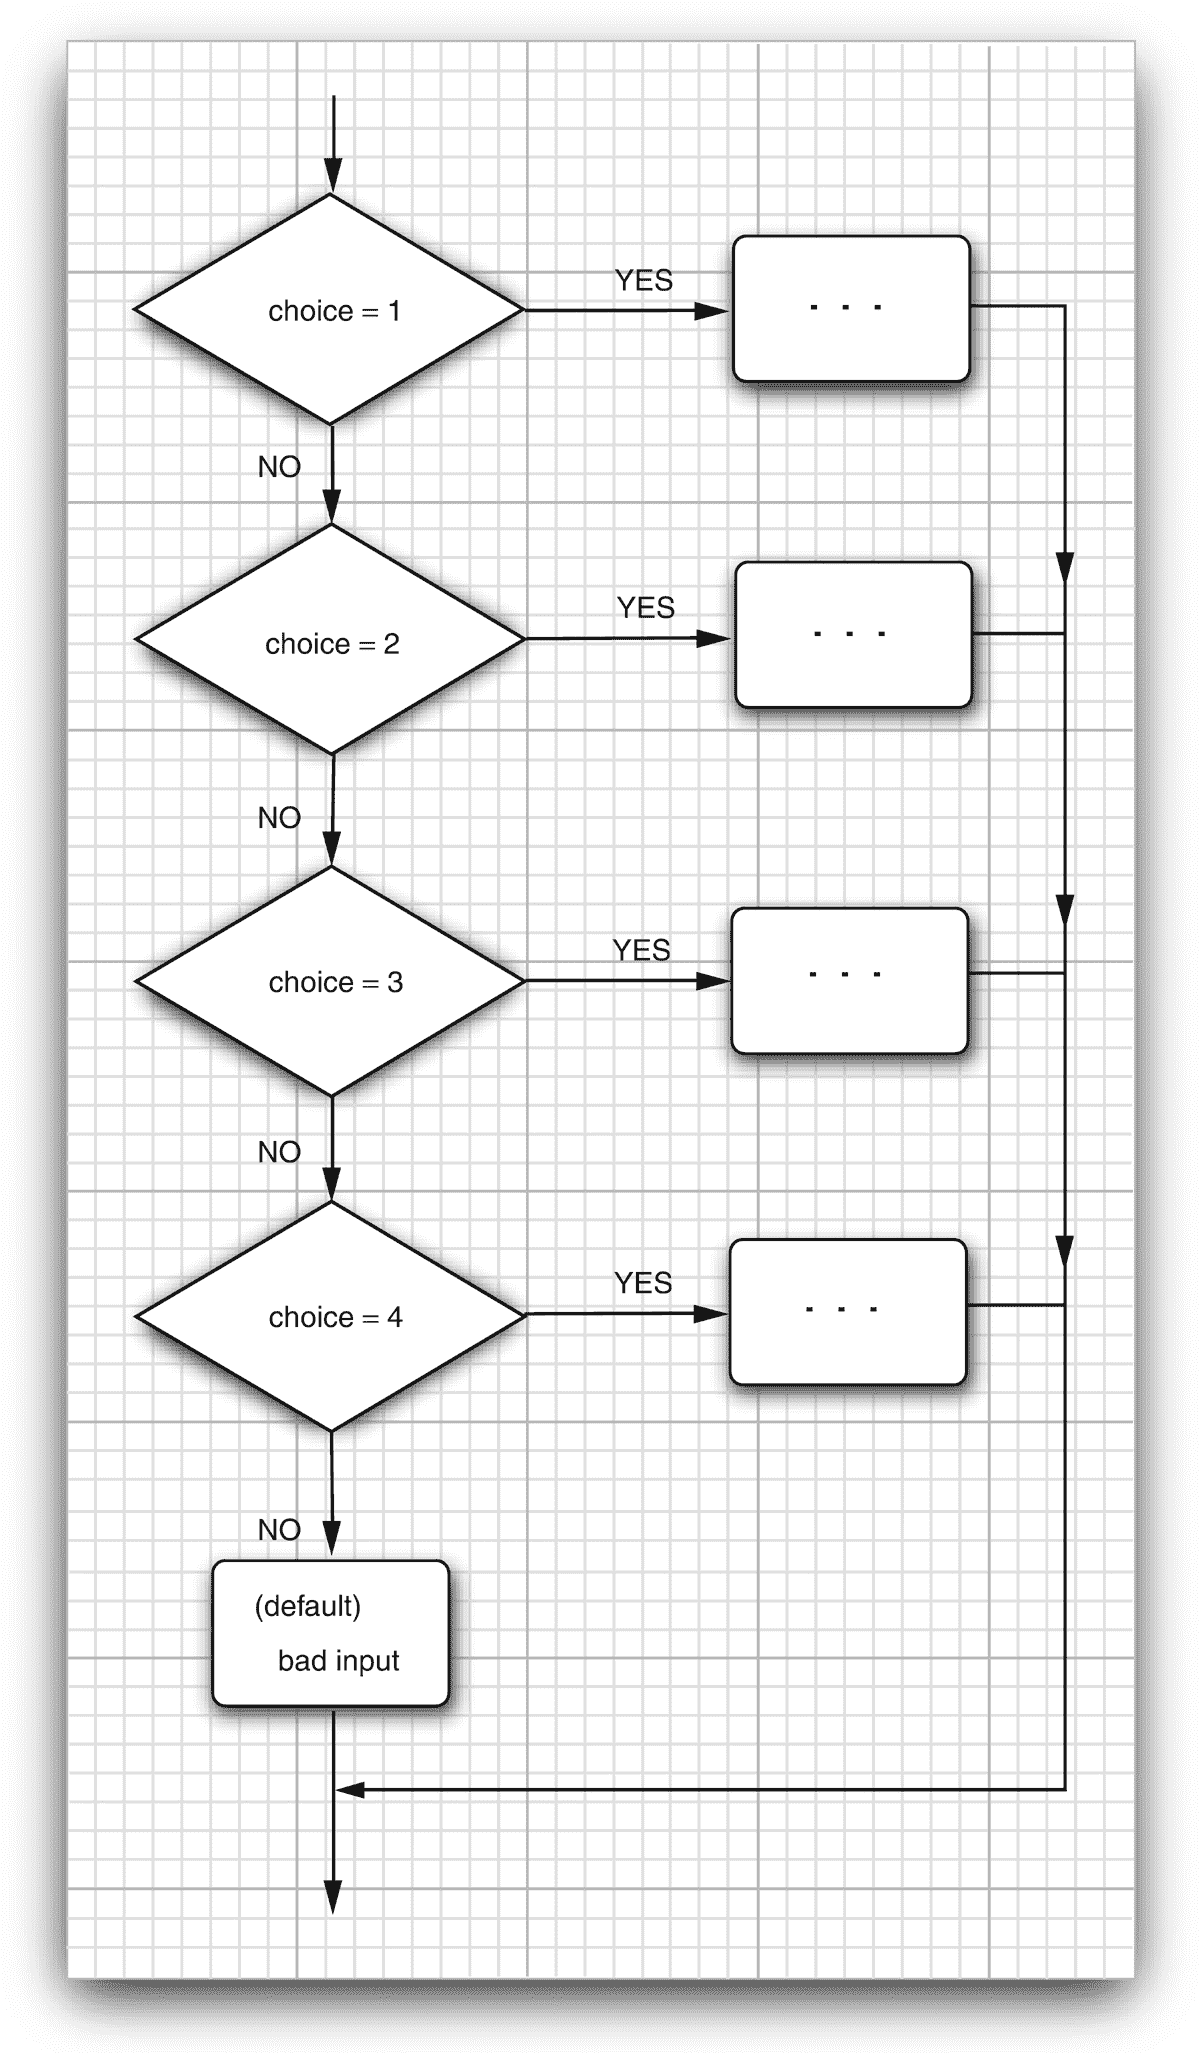 choice = 1
YES
. . .
NO
choice = 2
YES
. . .
NO
choice = 3
YES
. . .
NO
choice = 4
YES
. . .
NO
(default)
bad input